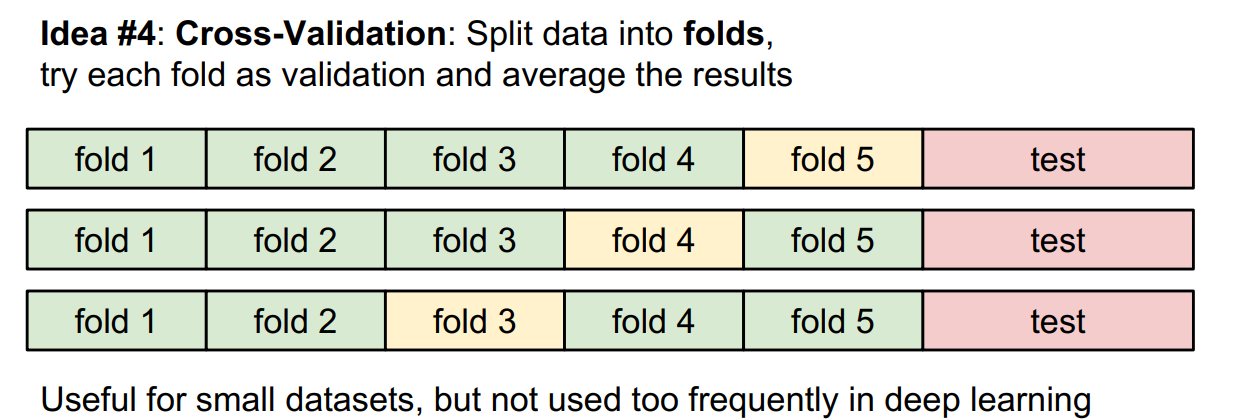 Idea #4: Cross-Validation: Split data into folds,
try each fold as validation and average the results
fold 1 fold 2 fold 3 fold 4 fold 5 test
fold 1 fold 2 fold 3 fold 4 fold 5 test
fold 1 fold 2 fold 3 fold 4 fold 5 test
Useful for small datasets, but not used too frequently in deep learning